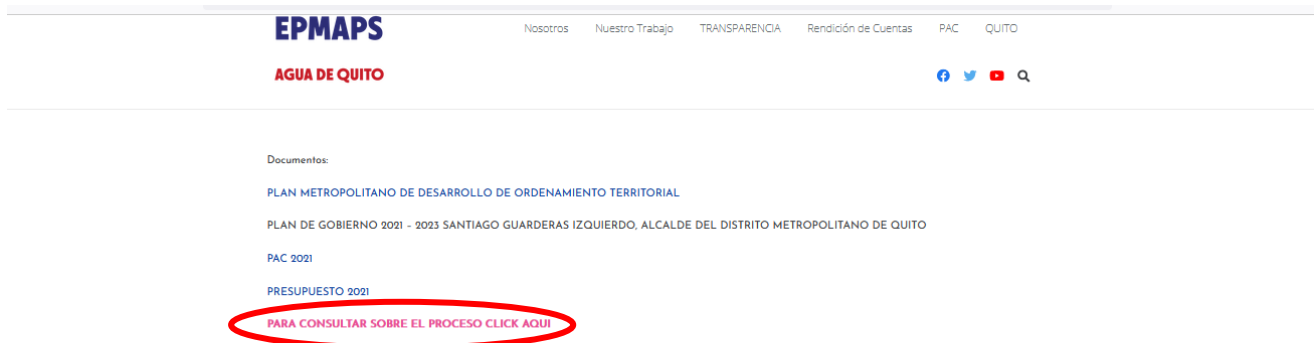 EPMAPS
Nosotros Nuestro Trabajo TRANSPARENCIA Rendición de Cuentas PAC QUITO
AGUA DE QUITO
Documentos:
PLAN METROPOLITANO DE DESARROLLO DE ORDENAMIENTO TERRITORIAL
PLAN DE GOBIERNO 2021 – 2023 SANTIAGO GUARDERAS IZQUIERDO, ALCALDE DEL DISTRITO METROPOLITANO DE QUITO
PAC 2021
PRESUPUESTO 2021
PARA CONSULTAR SOBRE EL PROCESO CLICK AQUI